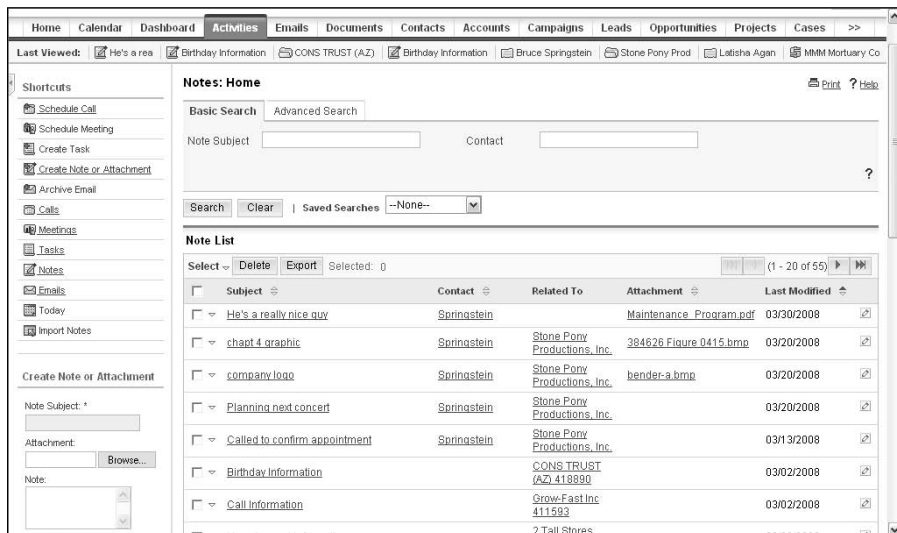 Home Calendar Dashboard Activities Emails Documents Contacts Accounts Campaigns Leads Opportunities Projects Cases >>
Last Viewed: He's a rea Birthday Information CONS TRUST (AZ) Birthday Information Bruce Springstein Stone Pony Prod Latisha Agan MMM Mortuary Co
Shortcuts
Schedule Call
Schedule Meeting
Create Task
Create Note or Attachment
Archive Email
Calls
Meetings
Tasks
Notes
Emails
Today
Import Notes
Create Note or Attachment
Note Subject: *
Attachment:
Browse...
Note:
Notes: Home
Print ? Help
Basic Search Advanced Search
Note Subject Contact
?
Search Clear | Saved Searches --None--
Note List
Select Delete Export Selected: 0 (1 - 20 of 55)
Subject Contact Related To Attachment Last Modified
He's a really nice guy Springstein Maintenance_Program.pdf 03/30/2008
chapt 4 graphic Springstein Stone Pony Productions, Inc. 384626 Figure 0415.bmp 03/20/2008
company logo Springstein Stone Pony Productions, Inc. bender-a.bmp 03/20/2008
Planning next concert Springstein Stone Pony Productions, Inc. 03/20/2008
Called to confirm appointment Springstein Stone Pony Productions, Inc. 03/13/2008
Birthday Information CONS TRUST (AZ) 418890 03/02/2008
Call Information Grow-Fast Inc 411593 03/02/2008
2 Tall Stores